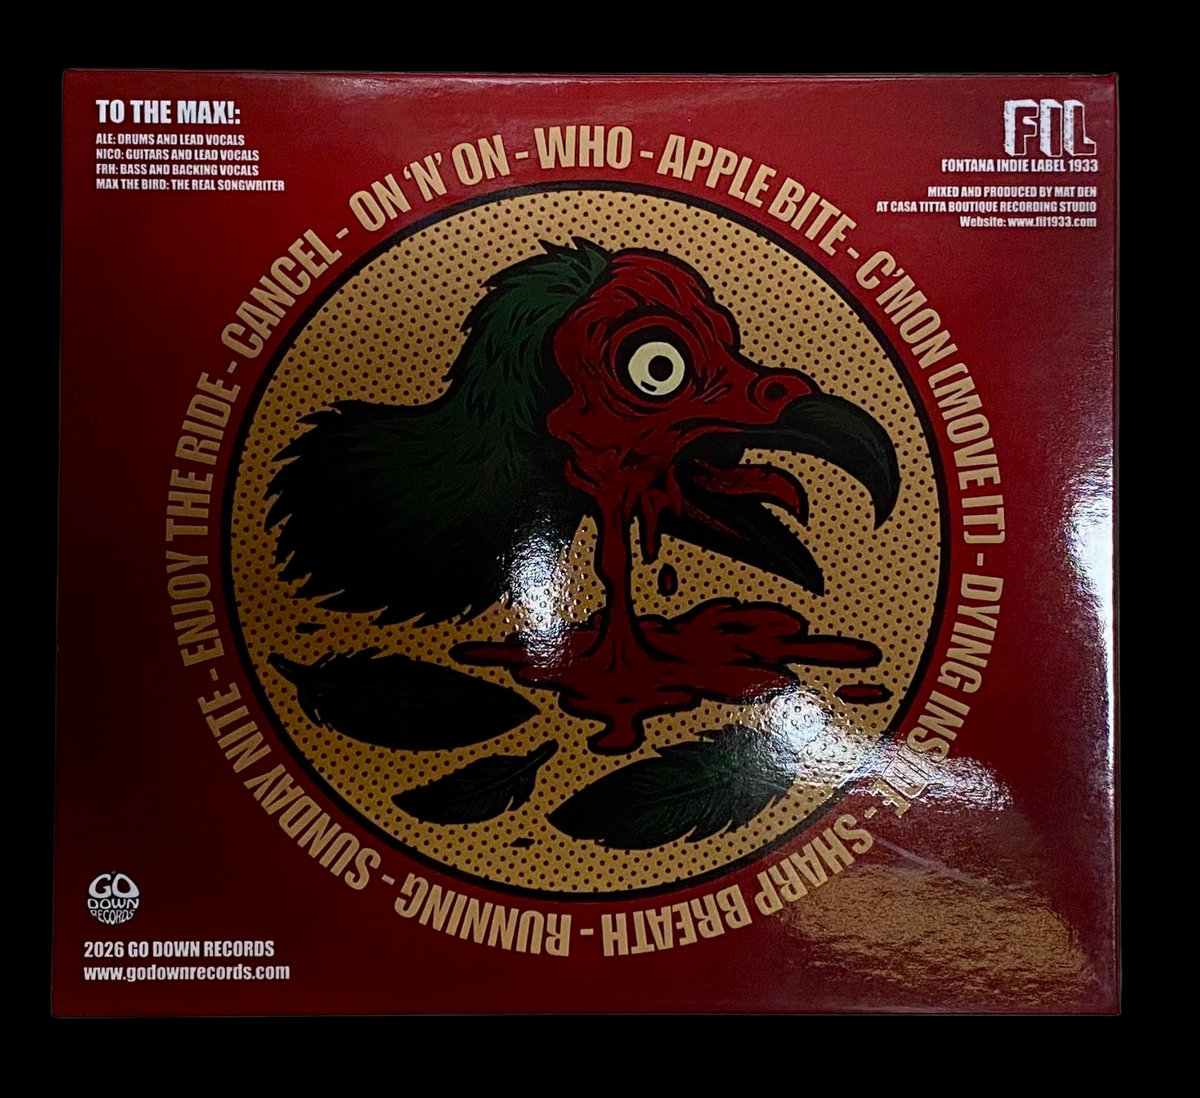 TO THE MAX!:
ALE: DRUMS AND LEAD VOCALS
NICO: GUITARS AND LEAD VOCALS
FRH: BASS AND BACKING VOCALS
MAX THE BIRD: THE REAL SONGWRITER
FIL
FONTANA INDIE LABEL 1933
MIXED AND PRODUCED BY MAT DEN
AT CASA TITTA BOUTIQUE RECORDING STUDIO
Website: www.fil1933.com
ON 'N' ON - WHO - APPLE BITE - C'MON (MOVE IT) - DYING INSIDE - SHARP BREATH - RUNNING - SUNDAY NITE - ENJOY THE RIDE - CANCEL -
GO
DOWN
RECORDS
2026 GO DOWN RECORDS
www.godownrecords.com